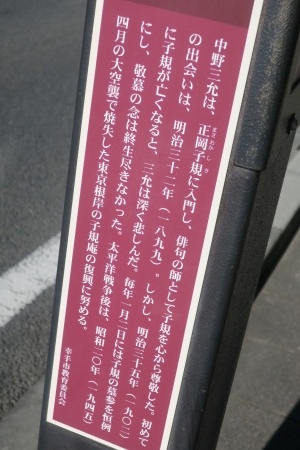 中野三允は、正岡子規に入門し、俳句の師として子規を心から尊敬した。初めて
の出会いは、明治三十二年(一八九九)。しかし、明治三十五年(一九〇二)
に子規が亡くなると、三允は深く悲しんだ。毎年一月二日には子規の墓参を恒例
にし、敬慕の念は終生尽きなかった。太平洋戦争後は、昭和二〇年(一九四五)
四月の大空襲で焼失した東京根岸の子規庵の復興に努める。
幸手市教育委員会